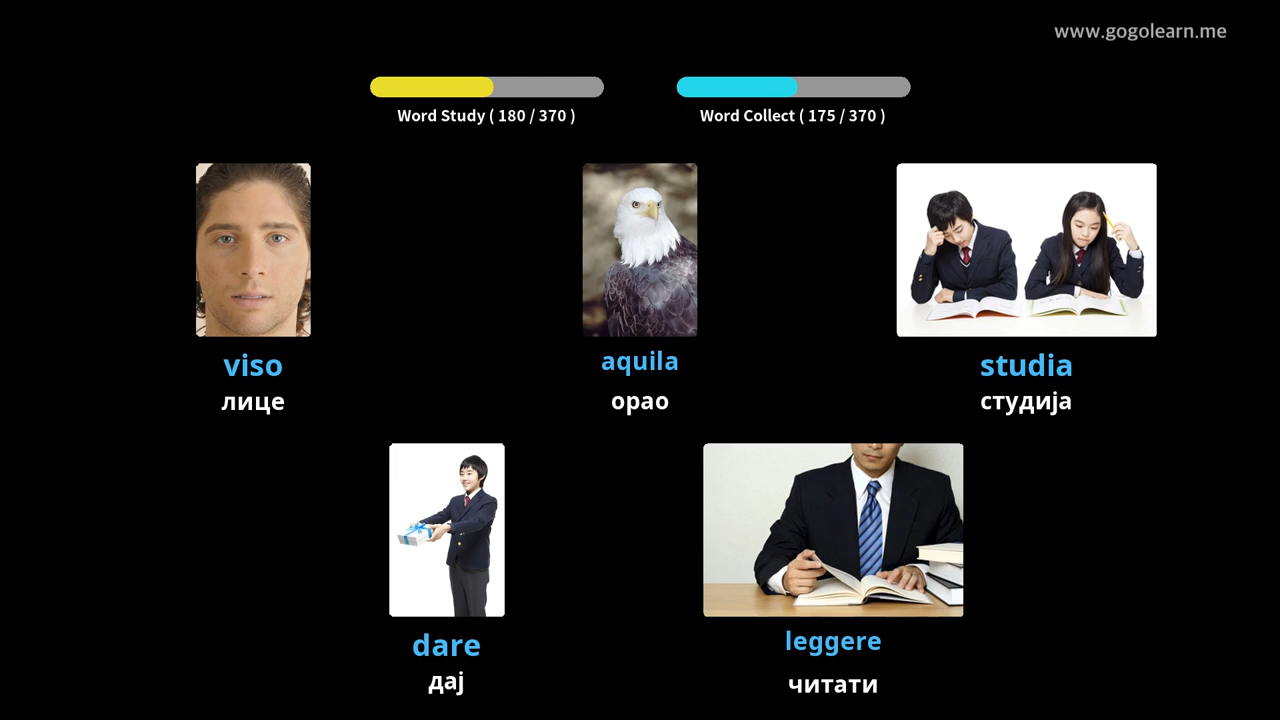 www.gogolearn.me
Word Study ( 180 / 370 )
Word Collect ( 175 / 370 )
viso
лице
aquila
орао
studia
студија
dare
дај
leggere
читати